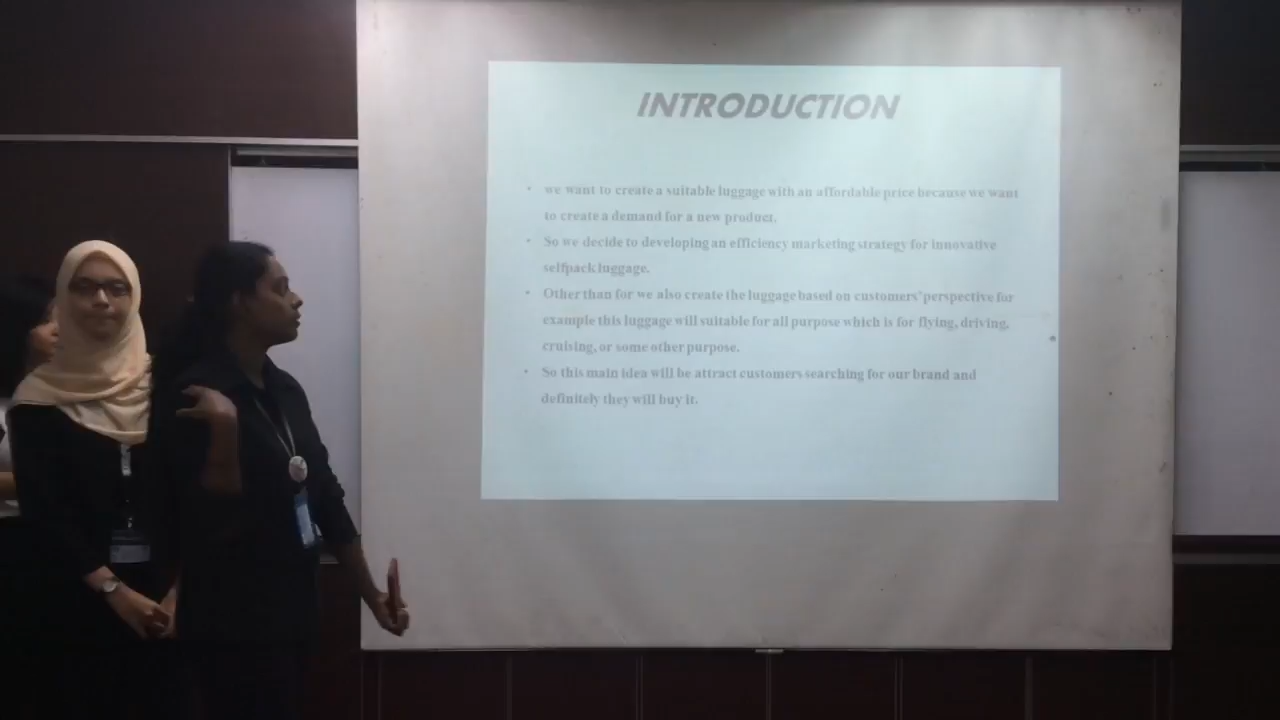 INTRODUCTION
• we want to create a suitable luggage with an affordable price because we want
to create a demand for a new product.
• So we decide to developing an efficiency marketing strategy for innovative
selfpack luggage.
• Other than for we also create the luggage based on customers' perspective for
example this luggage will suitable for all purpose which is for flying, driving,
cruising, or some other purpose.
• So this main idea will be attract customers searching for our brand and
definitely they will buy it.